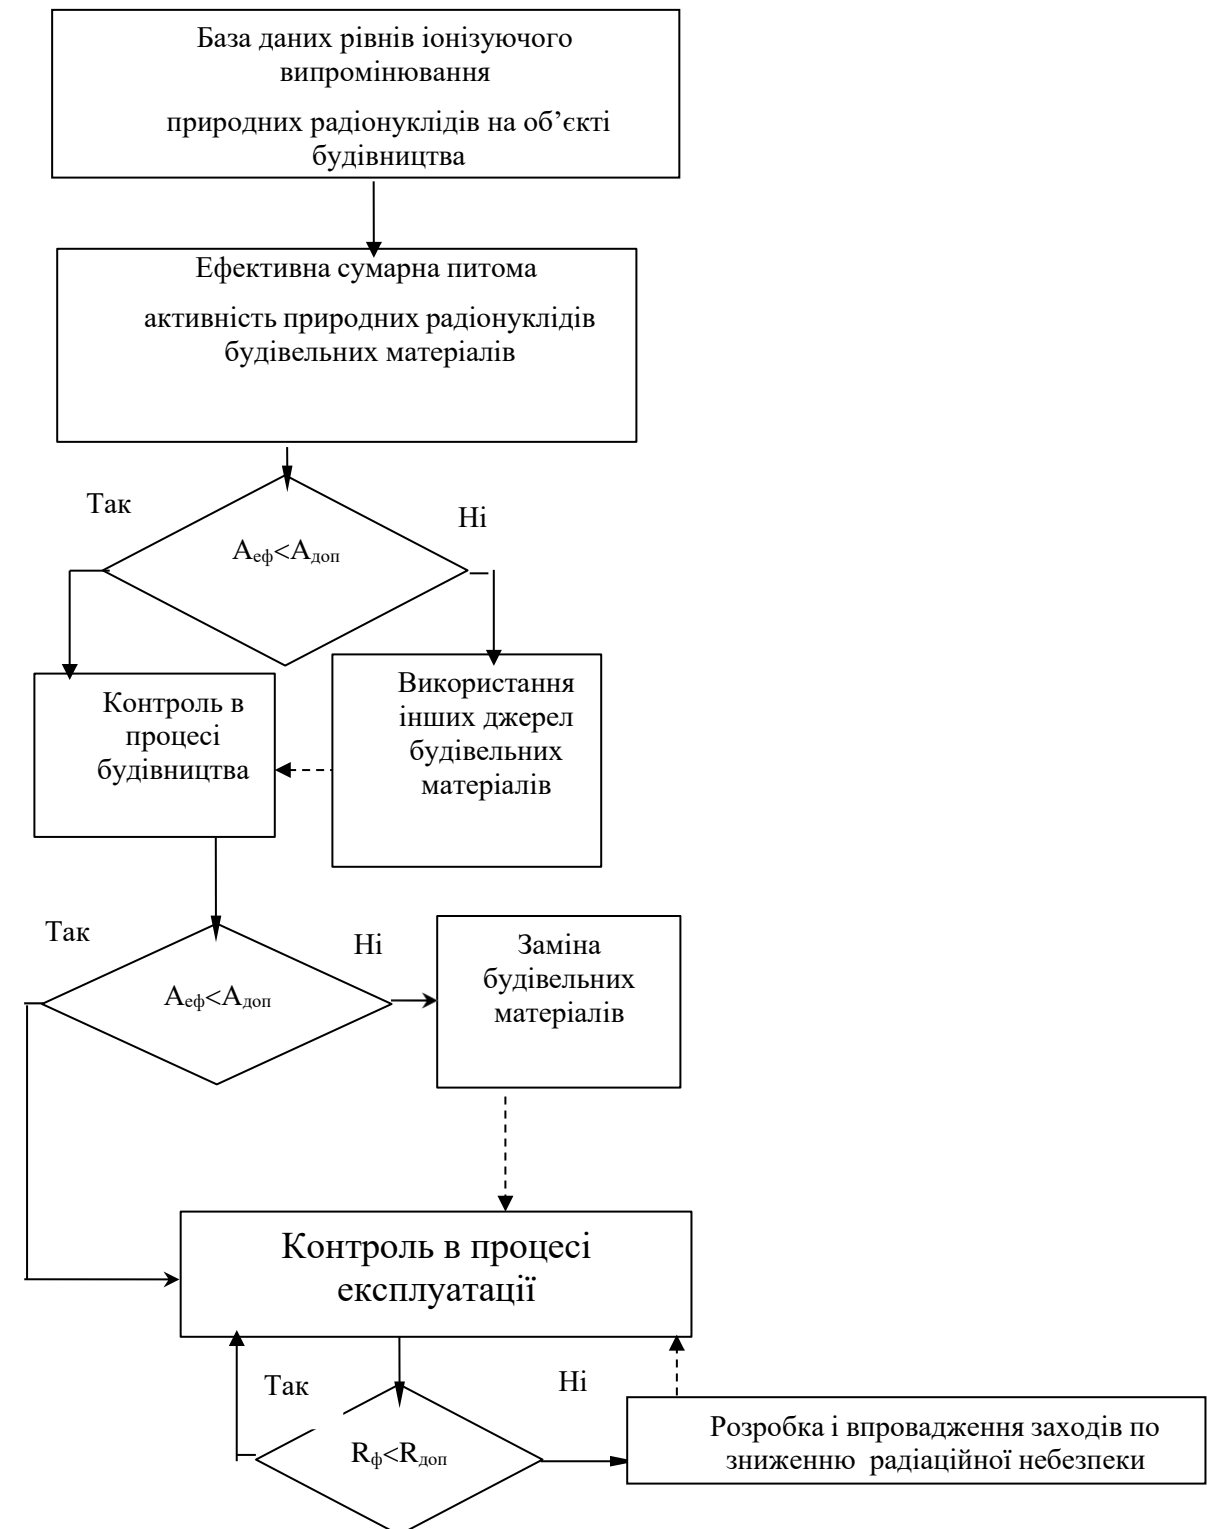 База даних рівнів іонізуючого
випромінювання
природних радіонуклідів на об’єкті
будівництва
Ефективна сумарна питома
активність природних радіонуклідів
будівельних матеріалів
Так
Ні
Aеф<Aдоп
Контроль в
процесі
будівництва
Використання
інших джерел
будівельних
матеріалів
Так
Ні
Aеф<Aдоп
Заміна
будівельних
матеріалів
Контроль в процесі
експлуатації
Так
Ні
Rф<Rдоп
Розробка і впровадження заходів по
зниженню радіаційної небезпеки